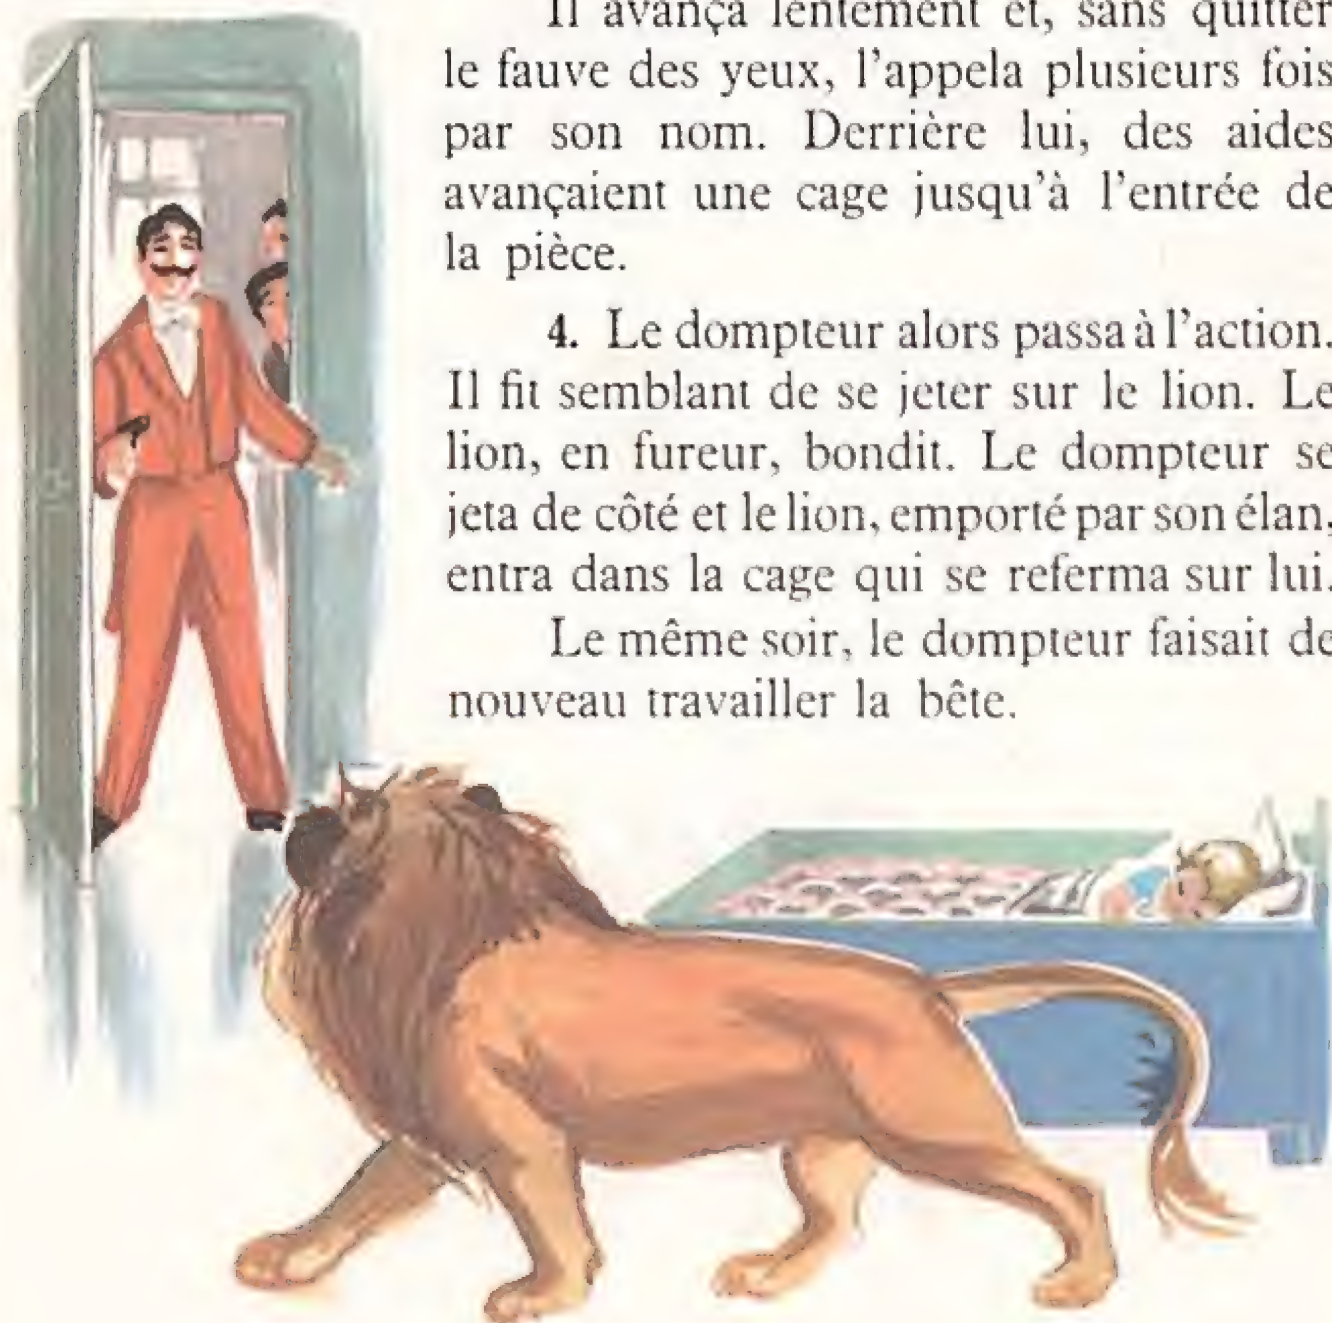 Il avança lentement et, sans quitter
le fauve des yeux, l'appela plusieurs fois
par son nom. Derrière lui, des aides
avançaient une cage jusqu'à l'entrée de
la pièce.
4. Le dompteur alors passa à l'action.
Il fit semblant de se jeter sur le lion. Le
lion, en fureur, bondit. Le dompteur se
jeta de côté et le lion, emporté par son élan,
entra dans la cage qui se referma sur lui.
Le même soir, le dompteur faisait de
nouveau travailler la bête.